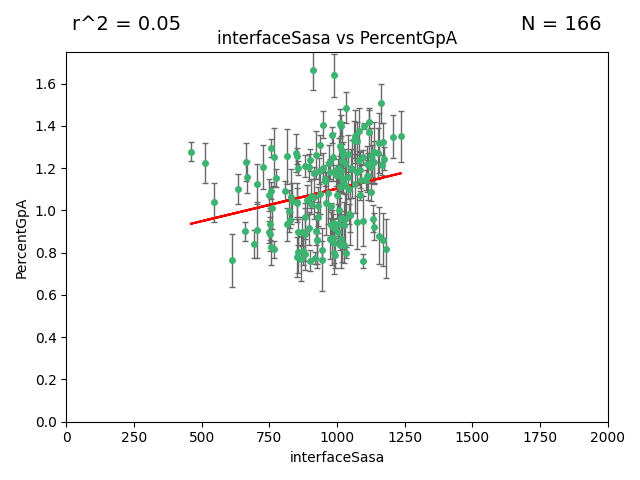 r^2 = 0.05
N = 166
interfaceSasa vs PercentGpA
PercentGpA
1.6
1.4
1.2
1.0
0.8
0.6
0.4
0.2
0.0
0 250 500 750 1000 1250 1500 1750 2000
interfaceSasa